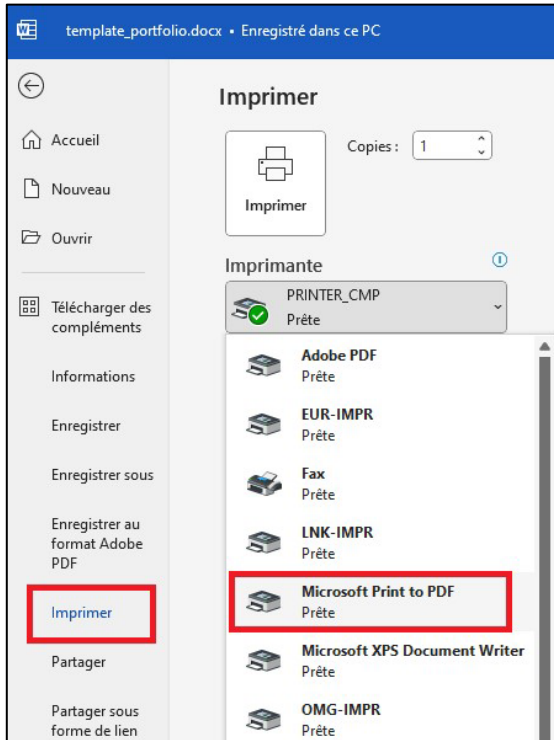 template_portfolio.docx • Enregistré dans ce PC
Accueil
Nouveau
Ouvrir
Télécharger des
compléments
Informations
Enregistrer
Enregistrer sous
Enregistrer au
format Adobe
PDF
Imprimer
Partager
Partager sous
forme de lien
Imprimer
Copies : 1
Imprimer
Imprimante
PRINTER_CMP
Prête
Adobe PDF
Prête
EUR-IMPR
Prête
Fax
Prête
LNK-IMPR
Prête
Microsoft Print to PDF
Prête
Microsoft XPS Document Writer
Prête
OMG-IMPR
Prête